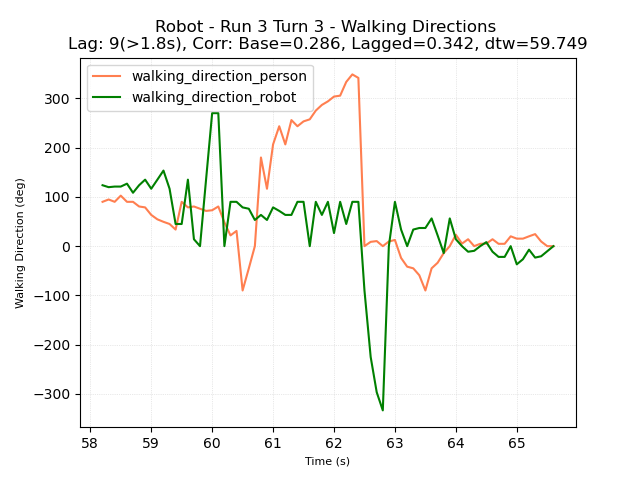 Robot - Run 3 Turn 3 - Walking Directions
Lag: 9(>1.8s), Corr: Base=0.286, Lagged=0.342, dtw=59.749
walking_direction_person
walking_direction_robot
Walking Direction (deg)
300
200
100
0
−100
−200
−300
58 59 60 61 62 63 64 65
Time (s)